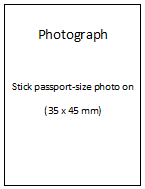 Photograph
Stick passport-size photo on
(35 x 45 mm)